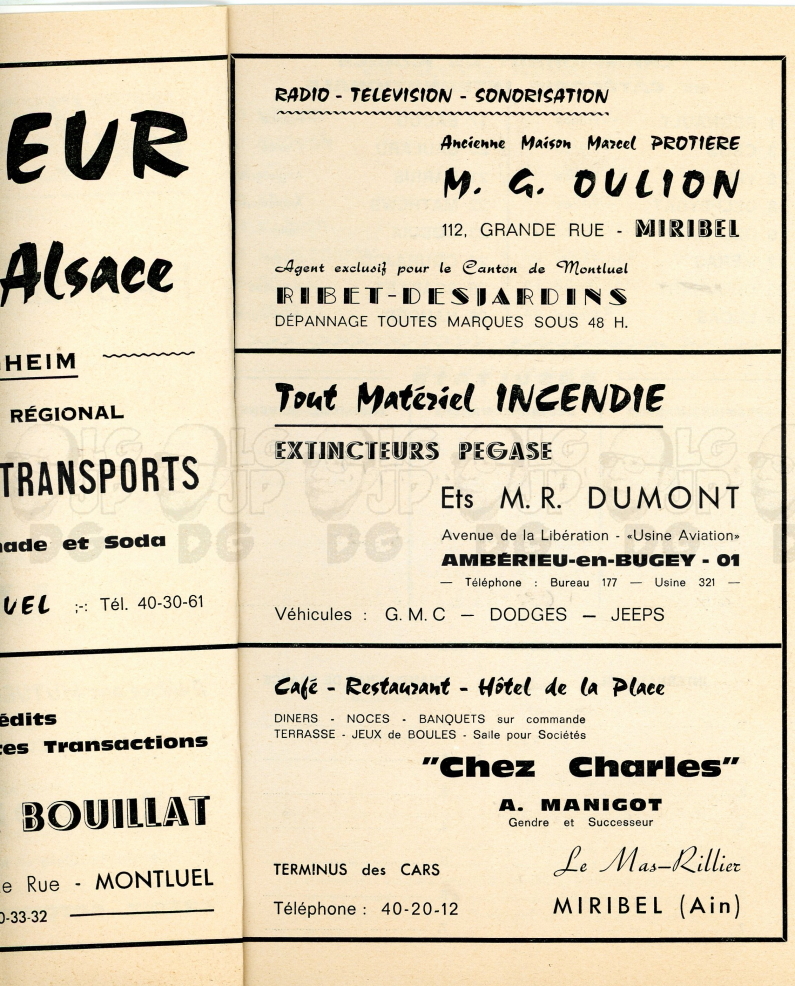 EUR
Alsace
HEIM
RÉGIONAL
TRANSPORTS
et Soda
UEL ;-: Tél. 40-30-61
Transactions
BOUILLAT
Rue - MONTLUEL
0-33-32
RADIO - TELEVISION - SONORISATION
Ancienne Maison Marcel PROTIERE
M. G. OULION
112, GRANDE RUE - MIRIBEL
Agent exclusif pour le Canton de Montluel
RIBET-DESJARDINS
DÉPANNAGE TOUTES MARQUES SOUS 48 H.
Tout Matériel INCENDIE
EXTINCTEURS PEGASE
Ets M. R. DUMONT
Avenue de la Libération - «Usine Aviation»
AMBÉRIEU-en-BUGEY - 01
— Téléphone : Bureau 177 — Usine 321 —
Véhicules : G. M. C — DODGES — JEEPS
Café - Restaurant - Hôtel de la Place
DINERS - NOCES - BANQUETS sur commande
TERRASSE - JEUX de BOULES - Salle pour Sociétés
"Chez Charles"
A. MANIGOT
Gendre et Successeur
TERMINUS des CARS
Le Mas-Rillier
Téléphone : 40-20-12
MIRIBEL (Ain)